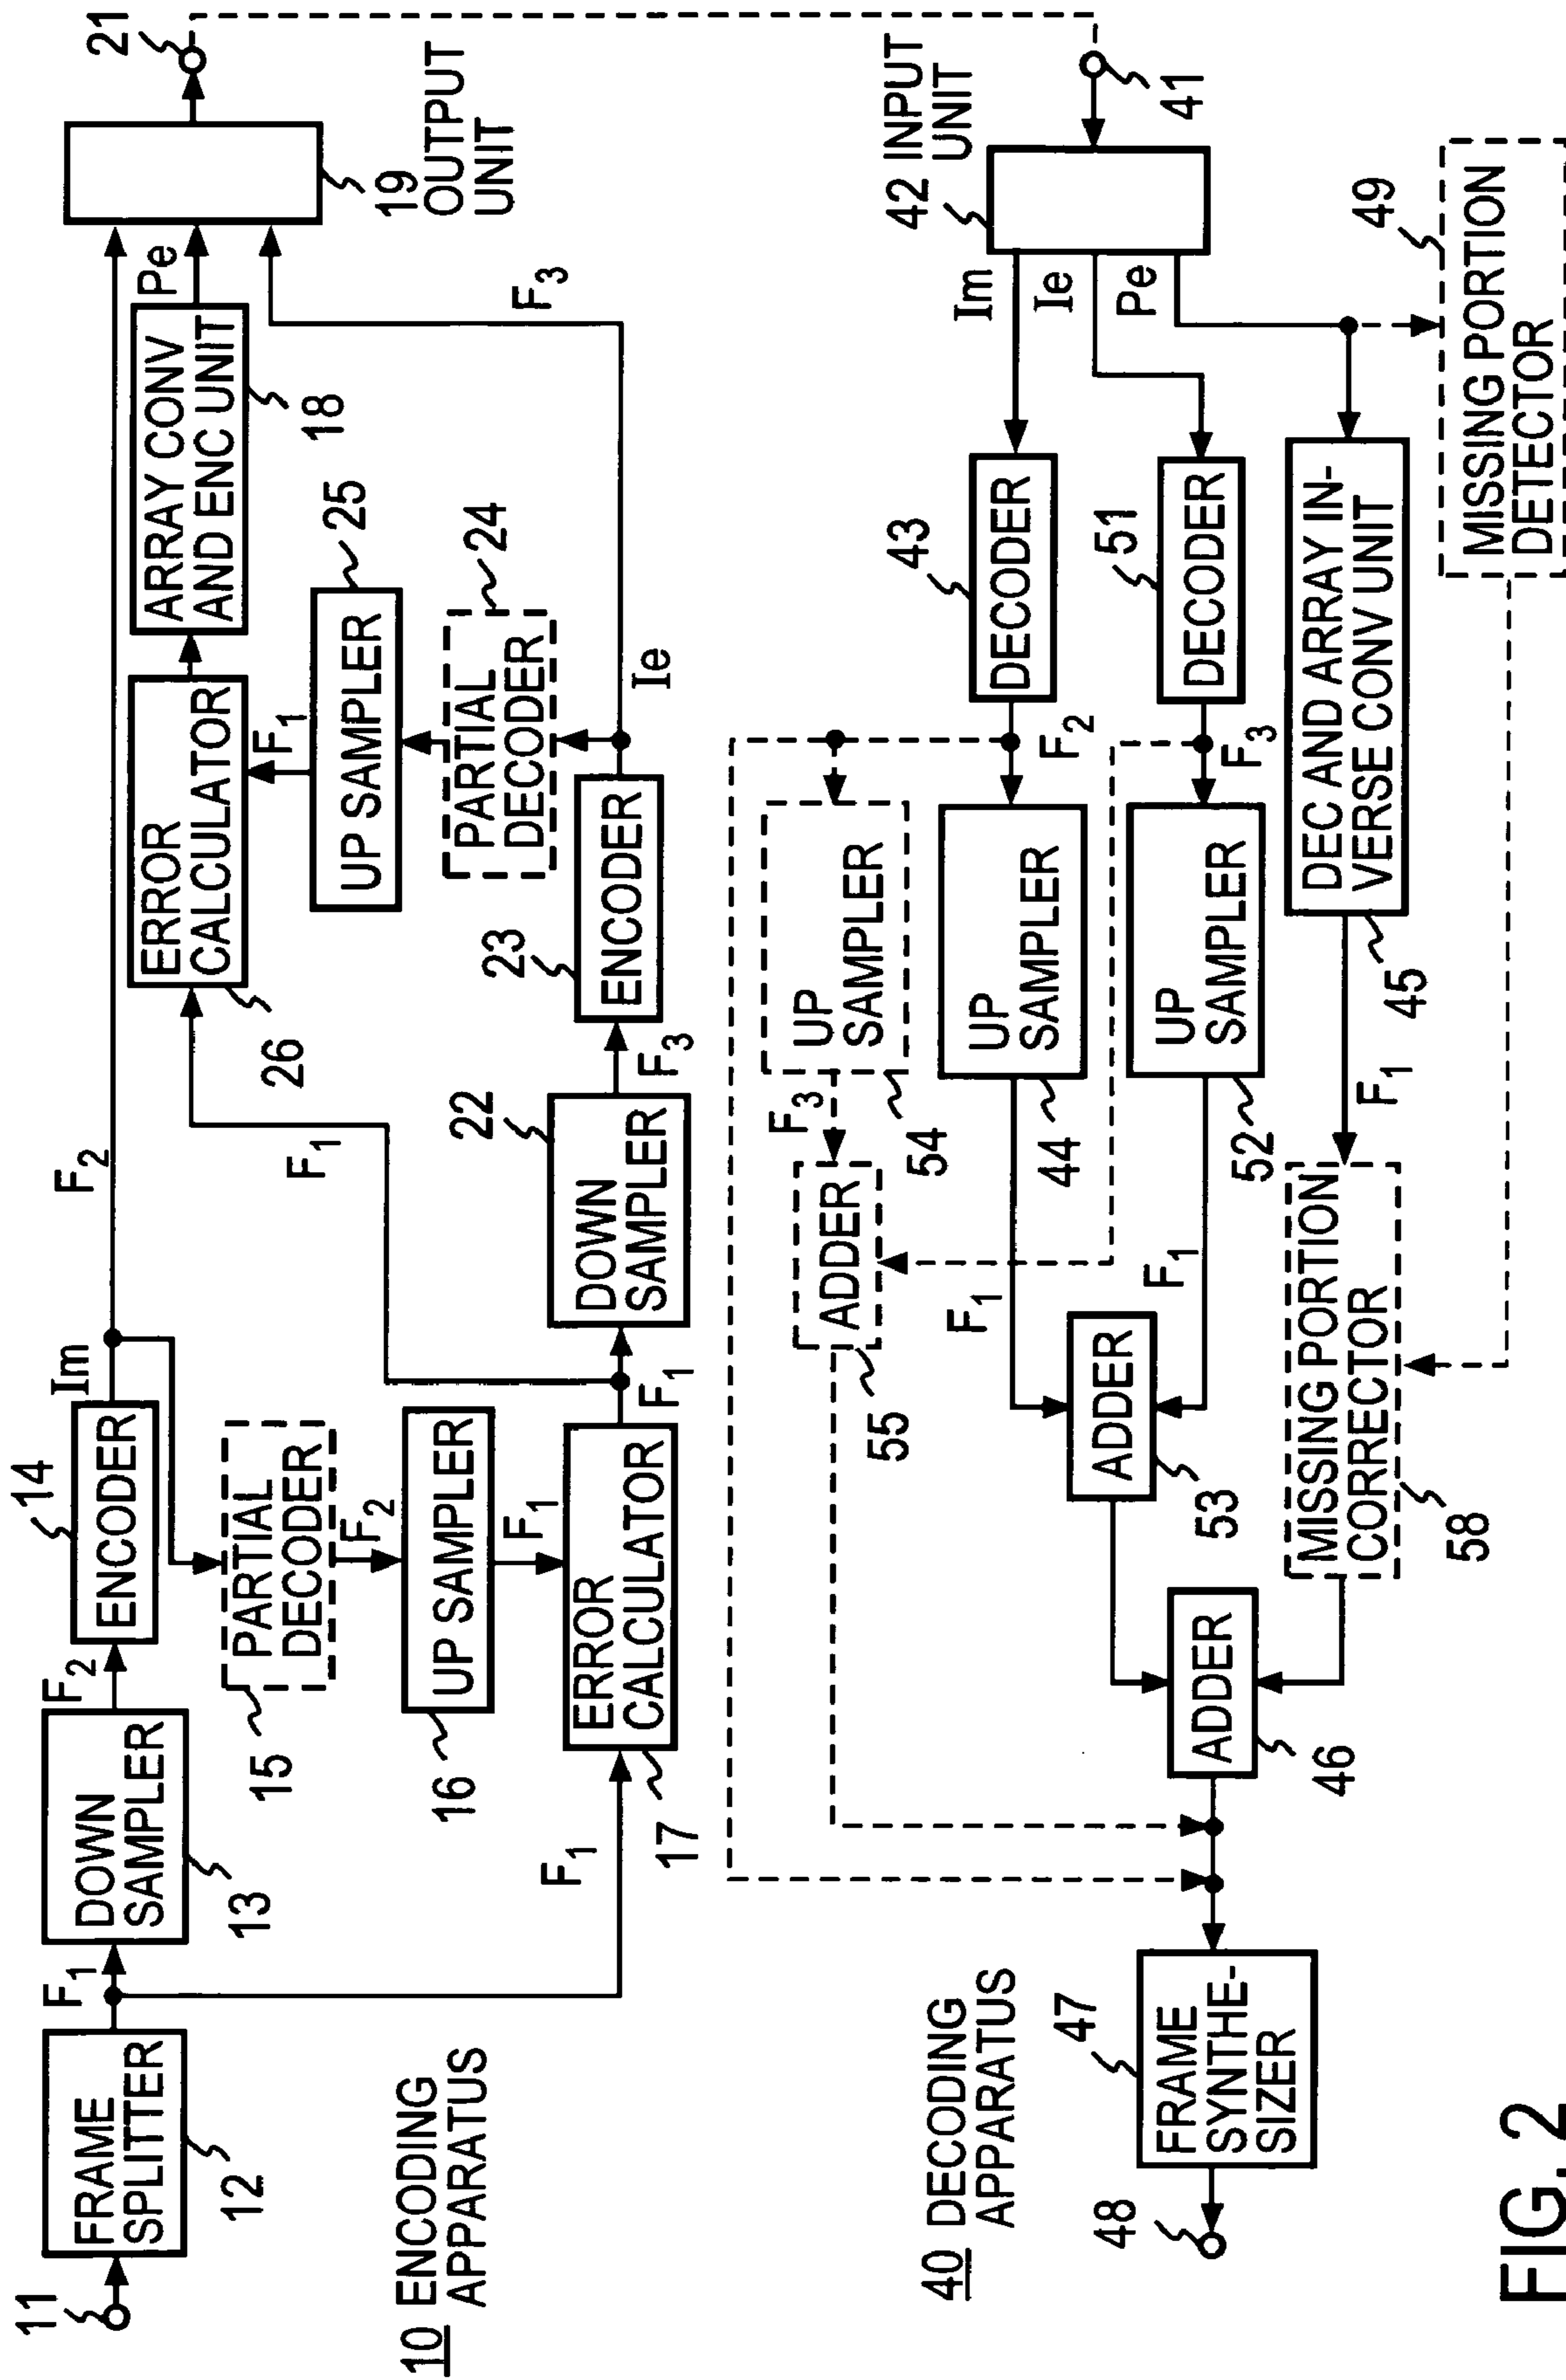 11
FRAME
SPLITTER
12
F1
DOWN
SAMPLER
13
F2
14
ENCODER
Im
F2
PARTIAL
DECODER
15
F2
UP SAMPLER
16
F1
F1
ERROR
CALCULATOR
17
F1
F1
DOWN
SAMPLER
22
F3
ENCODER
23
Ie
F3
PARTIAL
DECODER
24
UP SAMPLER
25
F1
ERROR
CALCULATOR
26
ARRAY CONV
AND ENC UNIT
18
Pe
19
OUTPUT
UNIT
21
10 ENCODING
APPARATUS
41
42 INPUT
UNIT
Im
Ie
Pe
43
DECODER
F2
51
DECODER
F3
DEC AND ARRAY IN-
VERSE CONV UNIT
45
F1
49
MISSING PORTION
DETECTOR
UP
SAMPLER
54
F3
UP
SAMPLER
44
F1
UP
SAMPLER
52
F1
ADDER
55
ADDER
53
MISSING PORTION
CORRECTOR
58
ADDER
46
47
FRAME
SYNTHE-
SIZER
48
40 DECODING
APPARATUS
FIG. 2